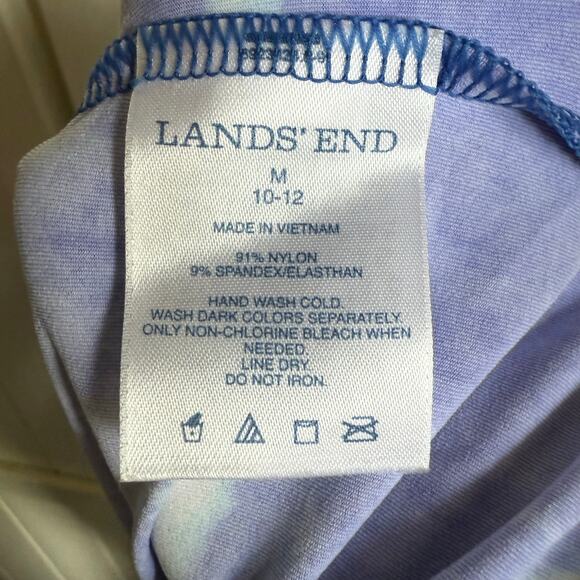 LANDS' END
M
10-12
MADE IN VIETNAM
91% NYLON
9% SPANDEX/ELASTHAN
HAND WASH COLD.
WASH DARK COLORS SEPARATELY.
ONLY NON-CHLORINE BLEACH WHEN
NEEDED.
LINE DRY.
DO NOT IRON.